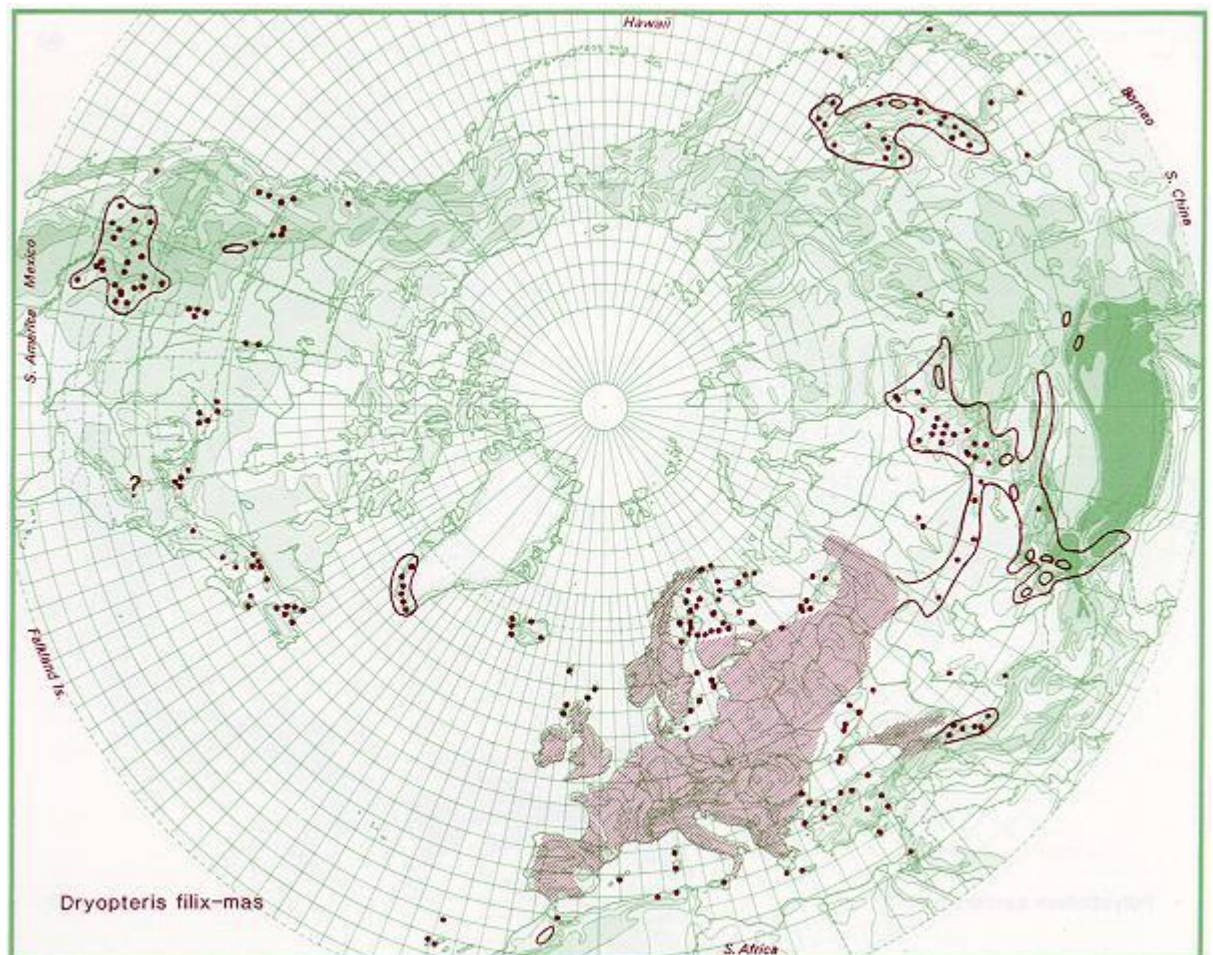 Hawaii
Borneo
S. China
Mexico
S. America
?
Falkland Is.
Dryopteris filix-mas
S. Africa